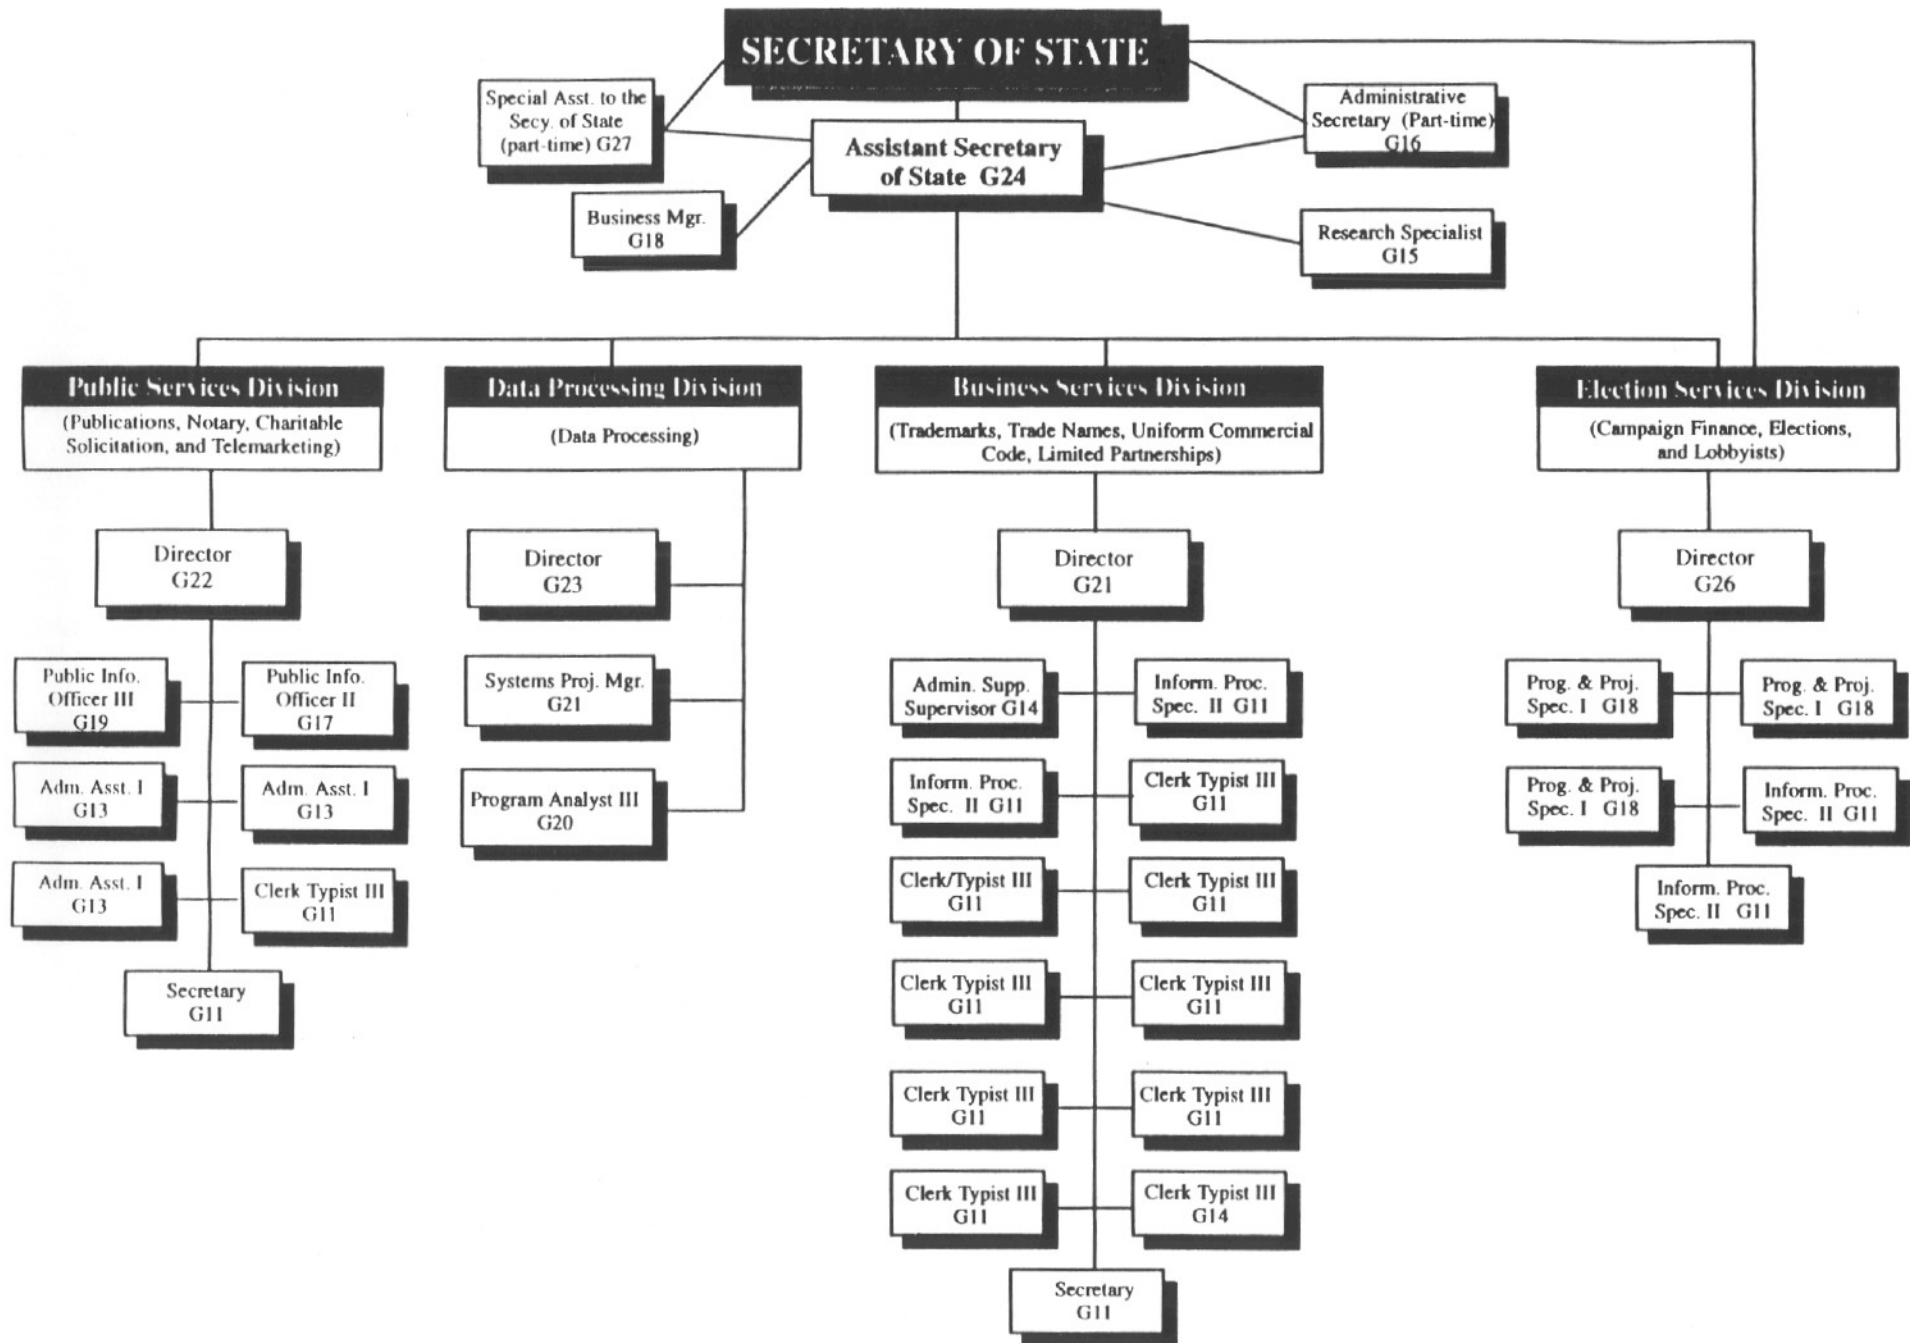 SECRETARY OF STATE
Special Asst. to the
Secy. of State
(part-time) G27
Administrative
Secretary (Part-time)
G16
Assistant Secretary
of State G24
Business Mgr.
G18
Research Specialist
G15
Public Services Division
(Publications, Notary, Charitable
Solicitation, and Telemarketing)
Data Processing Division
(Data Processing)
Business Services Division
(Trademarks, Trade Names, Uniform Commercial
Code, Limited Partnerships)
Election Services Division
(Campaign Finance, Elections,
and Lobbyists)
Director
G22
Public Info.
Officer III
G19
Public Info.
Officer II
G17
Adm. Asst. I
G13
Adm. Asst. I
G13
Adm. Asst. I
G13
Clerk Typist III
G11
Secretary
G11
Director
G23
Systems Proj. Mgr.
G21
Program Analyst III
G20
Director
G21
Admin. Supp.
Supervisor G14
Inform. Proc.
Spec. II G11
Inform. Proc.
Spec. II G11
Clerk Typist III
G11
Clerk/Typist III
G11
Clerk Typist III
G11
Clerk Typist III
G11
Clerk Typist III
G11
Clerk Typist III
G11
Clerk Typist III
G11
Clerk Typist III
G11
Clerk Typist III
G14
Secretary
G11
Director
G26
Prog. & Proj.
Spec. I G18
Prog. & Proj.
Spec. I G18
Prog. & Proj.
Spec. I G18
Inform. Proc.
Spec. II G11
Inform. Proc.
Spec. II G11